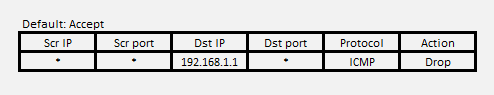 Default: Accept
Scr IP Scr port Dst IP Dst port Protocol Action
* * 192.168.1.1 * ICMP Drop